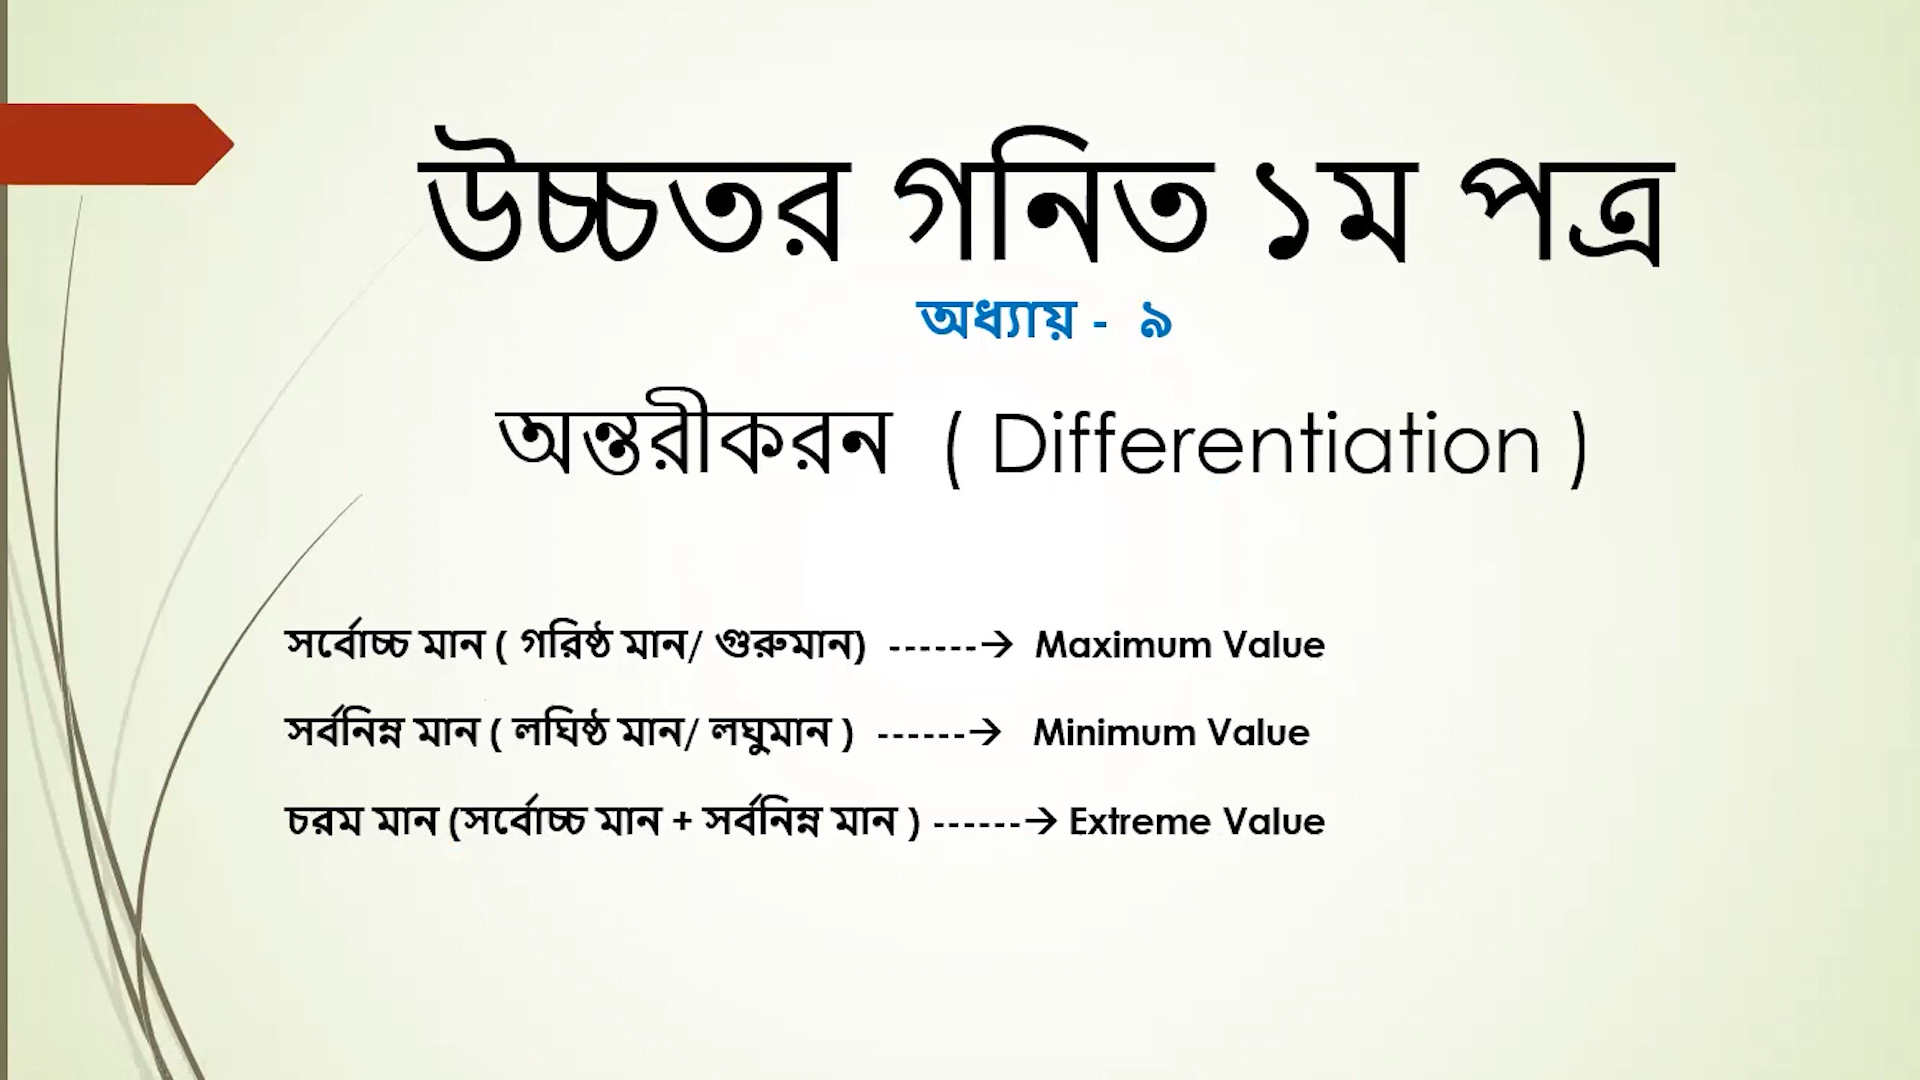 উচ্চতর গনিত ১ম পত্র
অধ্যায় - ৯
অন্তরীকরন ( Differentiation )
সর্বোচ্চ মান ( গরিষ্ঠ মান/ গুরুমান) ------→ Maximum Value
সর্বনিম্ন মান ( লঘিষ্ঠ মান/ লঘুমান ) ------→ Minimum Value
চরম মান (সর্বোচ্চ মান + সর্বনিম্ন মান ) ------→ Extreme Value